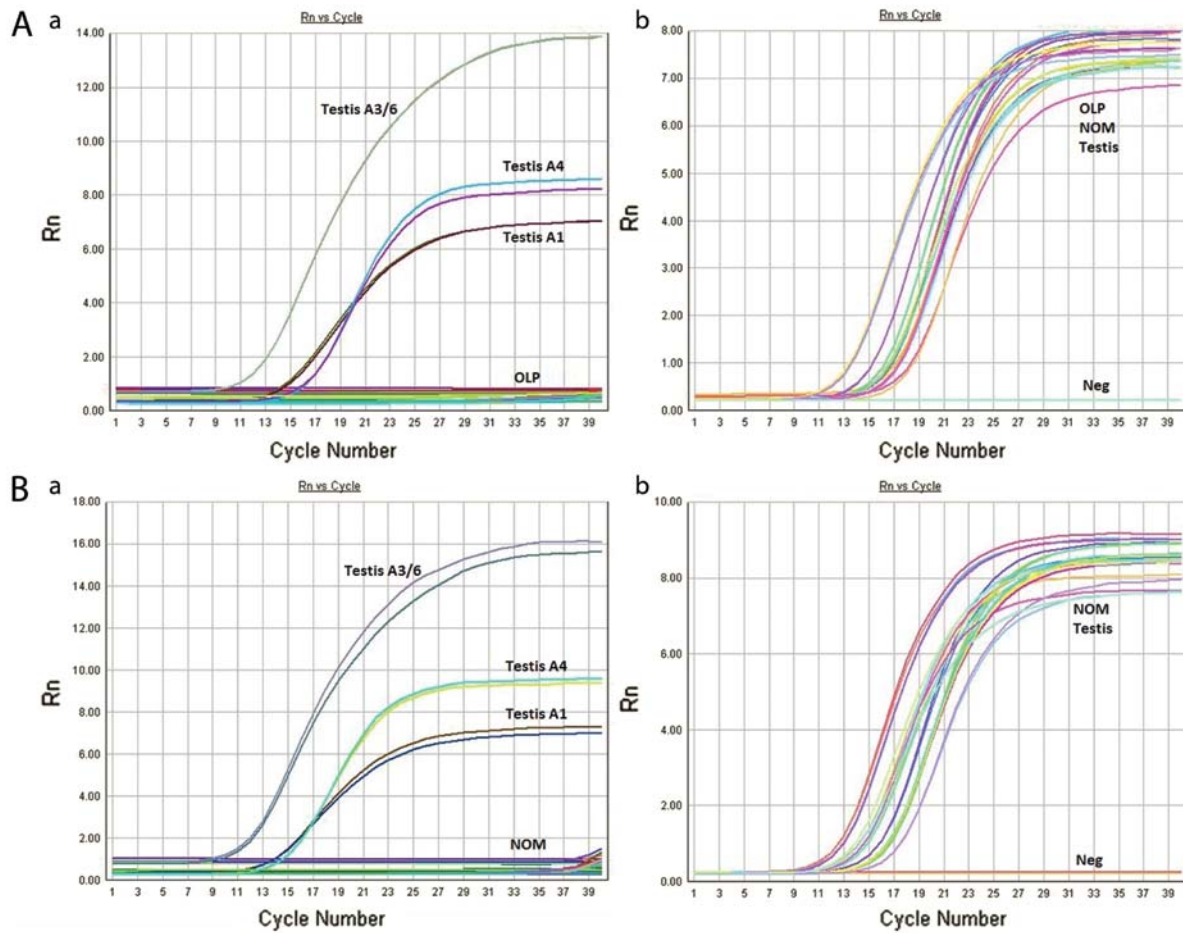 A a
Rn vs Cycle
14.00
12.00
10.00
8.00
6.00
4.00
2.00
0.00
Rn
Testis A3/6
Testis A4
Testis A1
OLP
1 3 5 7 9 11 13 15 17 19 21 23 25 27 29 31 33 35 37 39
Cycle Number
b
Rn vs Cycle
8.00
7.00
6.00
5.00
4.00
3.00
2.00
1.00
0.00
Rn
OLP
NOM
Testis
Neg
1 3 5 7 9 11 13 15 17 19 21 23 25 27 29 31 33 35 37 39
Cycle Number
B a
Rn vs Cycle
18.00
16.00
14.00
12.00
10.00
8.00
6.00
4.00
2.00
0.00
Rn
Testis A3/6
Testis A4
Testis A1
NOM
1 3 5 7 9 11 13 15 17 19 21 23 25 27 29 31 33 35 37 39
Cycle Number
b
Rn vs Cycle
10.00
8.00
6.00
4.00
2.00
0.00
Rn
NOM
Testis
Neg
1 3 5 7 9 11 13 15 17 19 21 23 25 27 29 31 33 35 37 39
Cycle Number